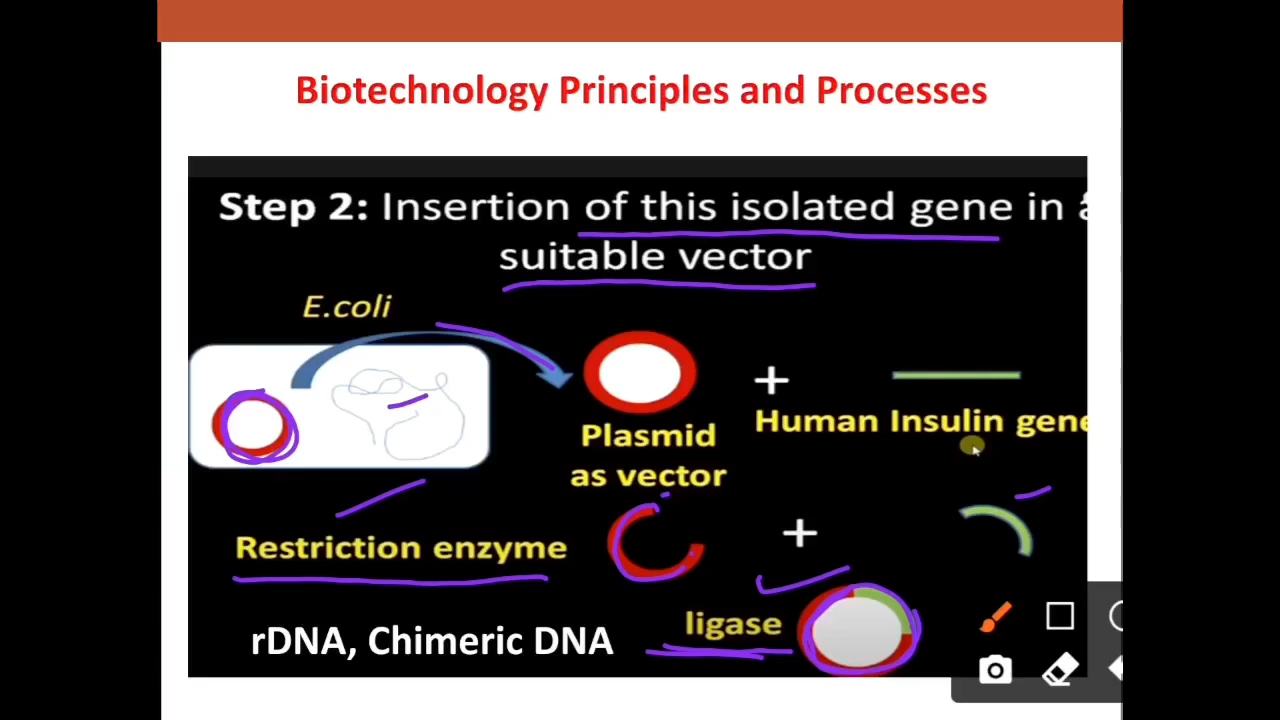 Biotechnology Principles and Processes
Step 2: Insertion of this isolated gene in a
suitable vector
E.coli
+
Plasmid
as vector
Human Insulin gene
Restriction enzyme
+
ligase
rDNA, Chimeric DNA